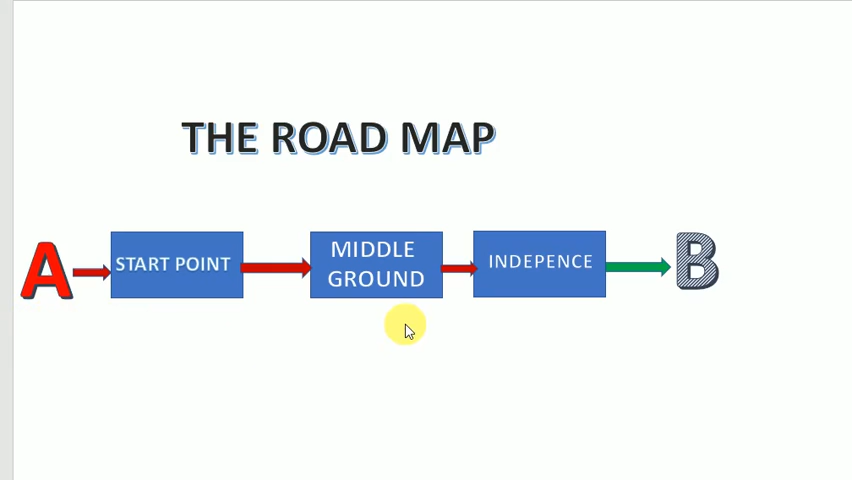 THE ROAD MAP
A
START POINT
MIDDLE
GROUND
INDEPENCE
B